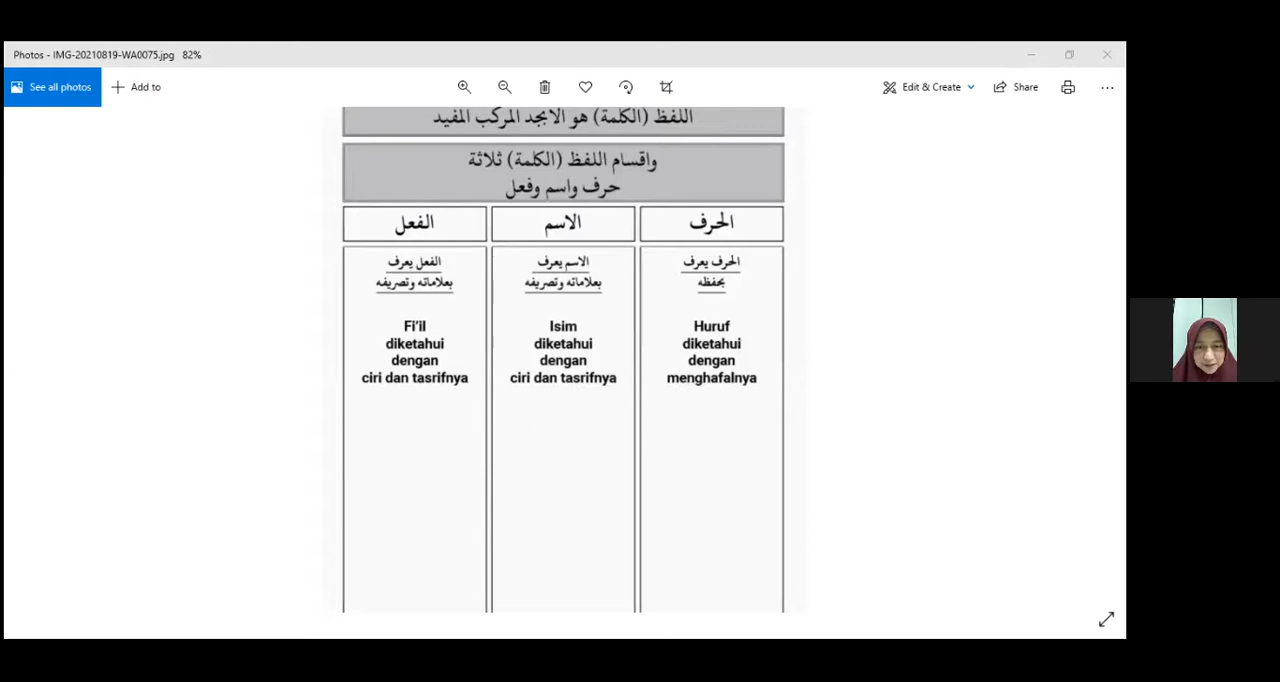 Photos - IMG-20210819-WA0075.jpg 82%
See all photos
Add to
Edit & Create
Share
اللفظ (الكلمة) هو الابجد المركب المفيد
واقسام اللفظ (الكلمة) ثلاثة
حرف واسم وفعل
الحرف
الاسم
الفعل
الحرف يعرف
بحفظه
Huruf
diketahui
dengan
menghafalnya
الاسم يعرف
بعلاماته وتصريفه
Isim
diketahui
dengan
ciri dan tasrifnya
الفعل يعرف
بعلاماته وتصريفه
Fi'il
diketahui
dengan
ciri dan tasrifnya